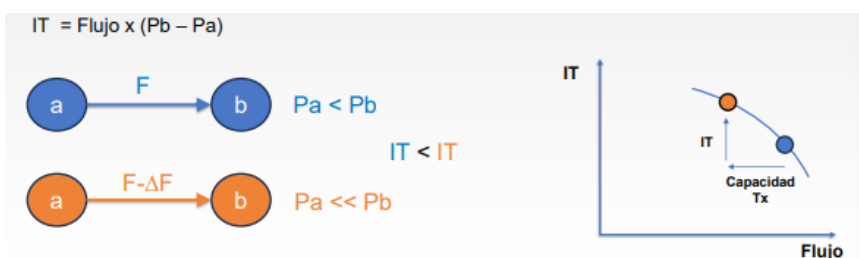 IT = Flujo x (Pb – Pa)
F
a
b
Pa < Pb
IT < IT
F-ΔF
a
b
Pa << Pb
IT
IT
Capacidad
Tx
Flujo